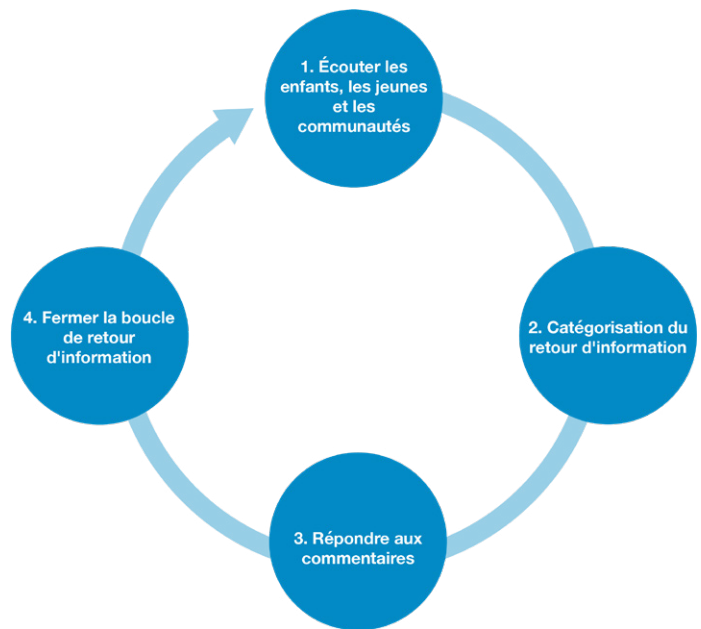 1. Écouter les
enfants, les jeunes
et les
communautés
2. Catégorisation du
retour d'information
3. Répondre aux
commentaires
4. Fermer la boucle
de retour
d'information